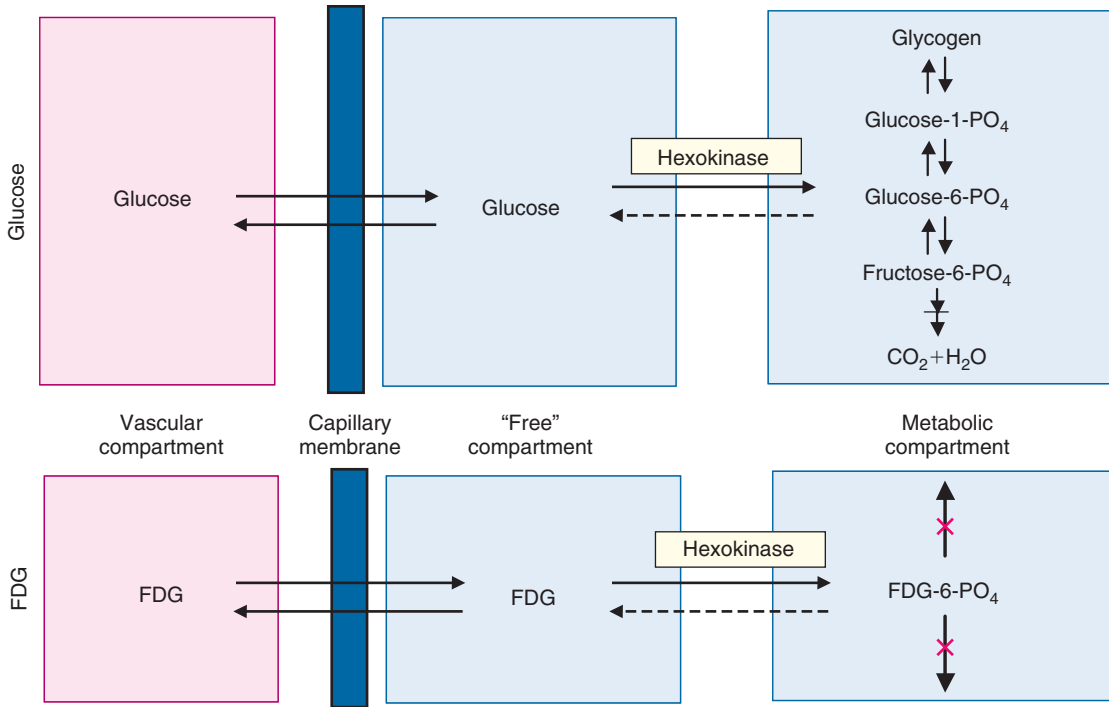 Glucose
Glucose
Glucose
Hexokinase
Glycogen
Glucose-1-PO₄
Glucose-6-PO₄
Fructose-6-PO₄
CO₂+H₂O
Vascular
compartment
Capillary
membrane
“Free”
compartment
Metabolic
compartment
FDG
FDG
FDG
Hexokinase
FDG-6-PO₄